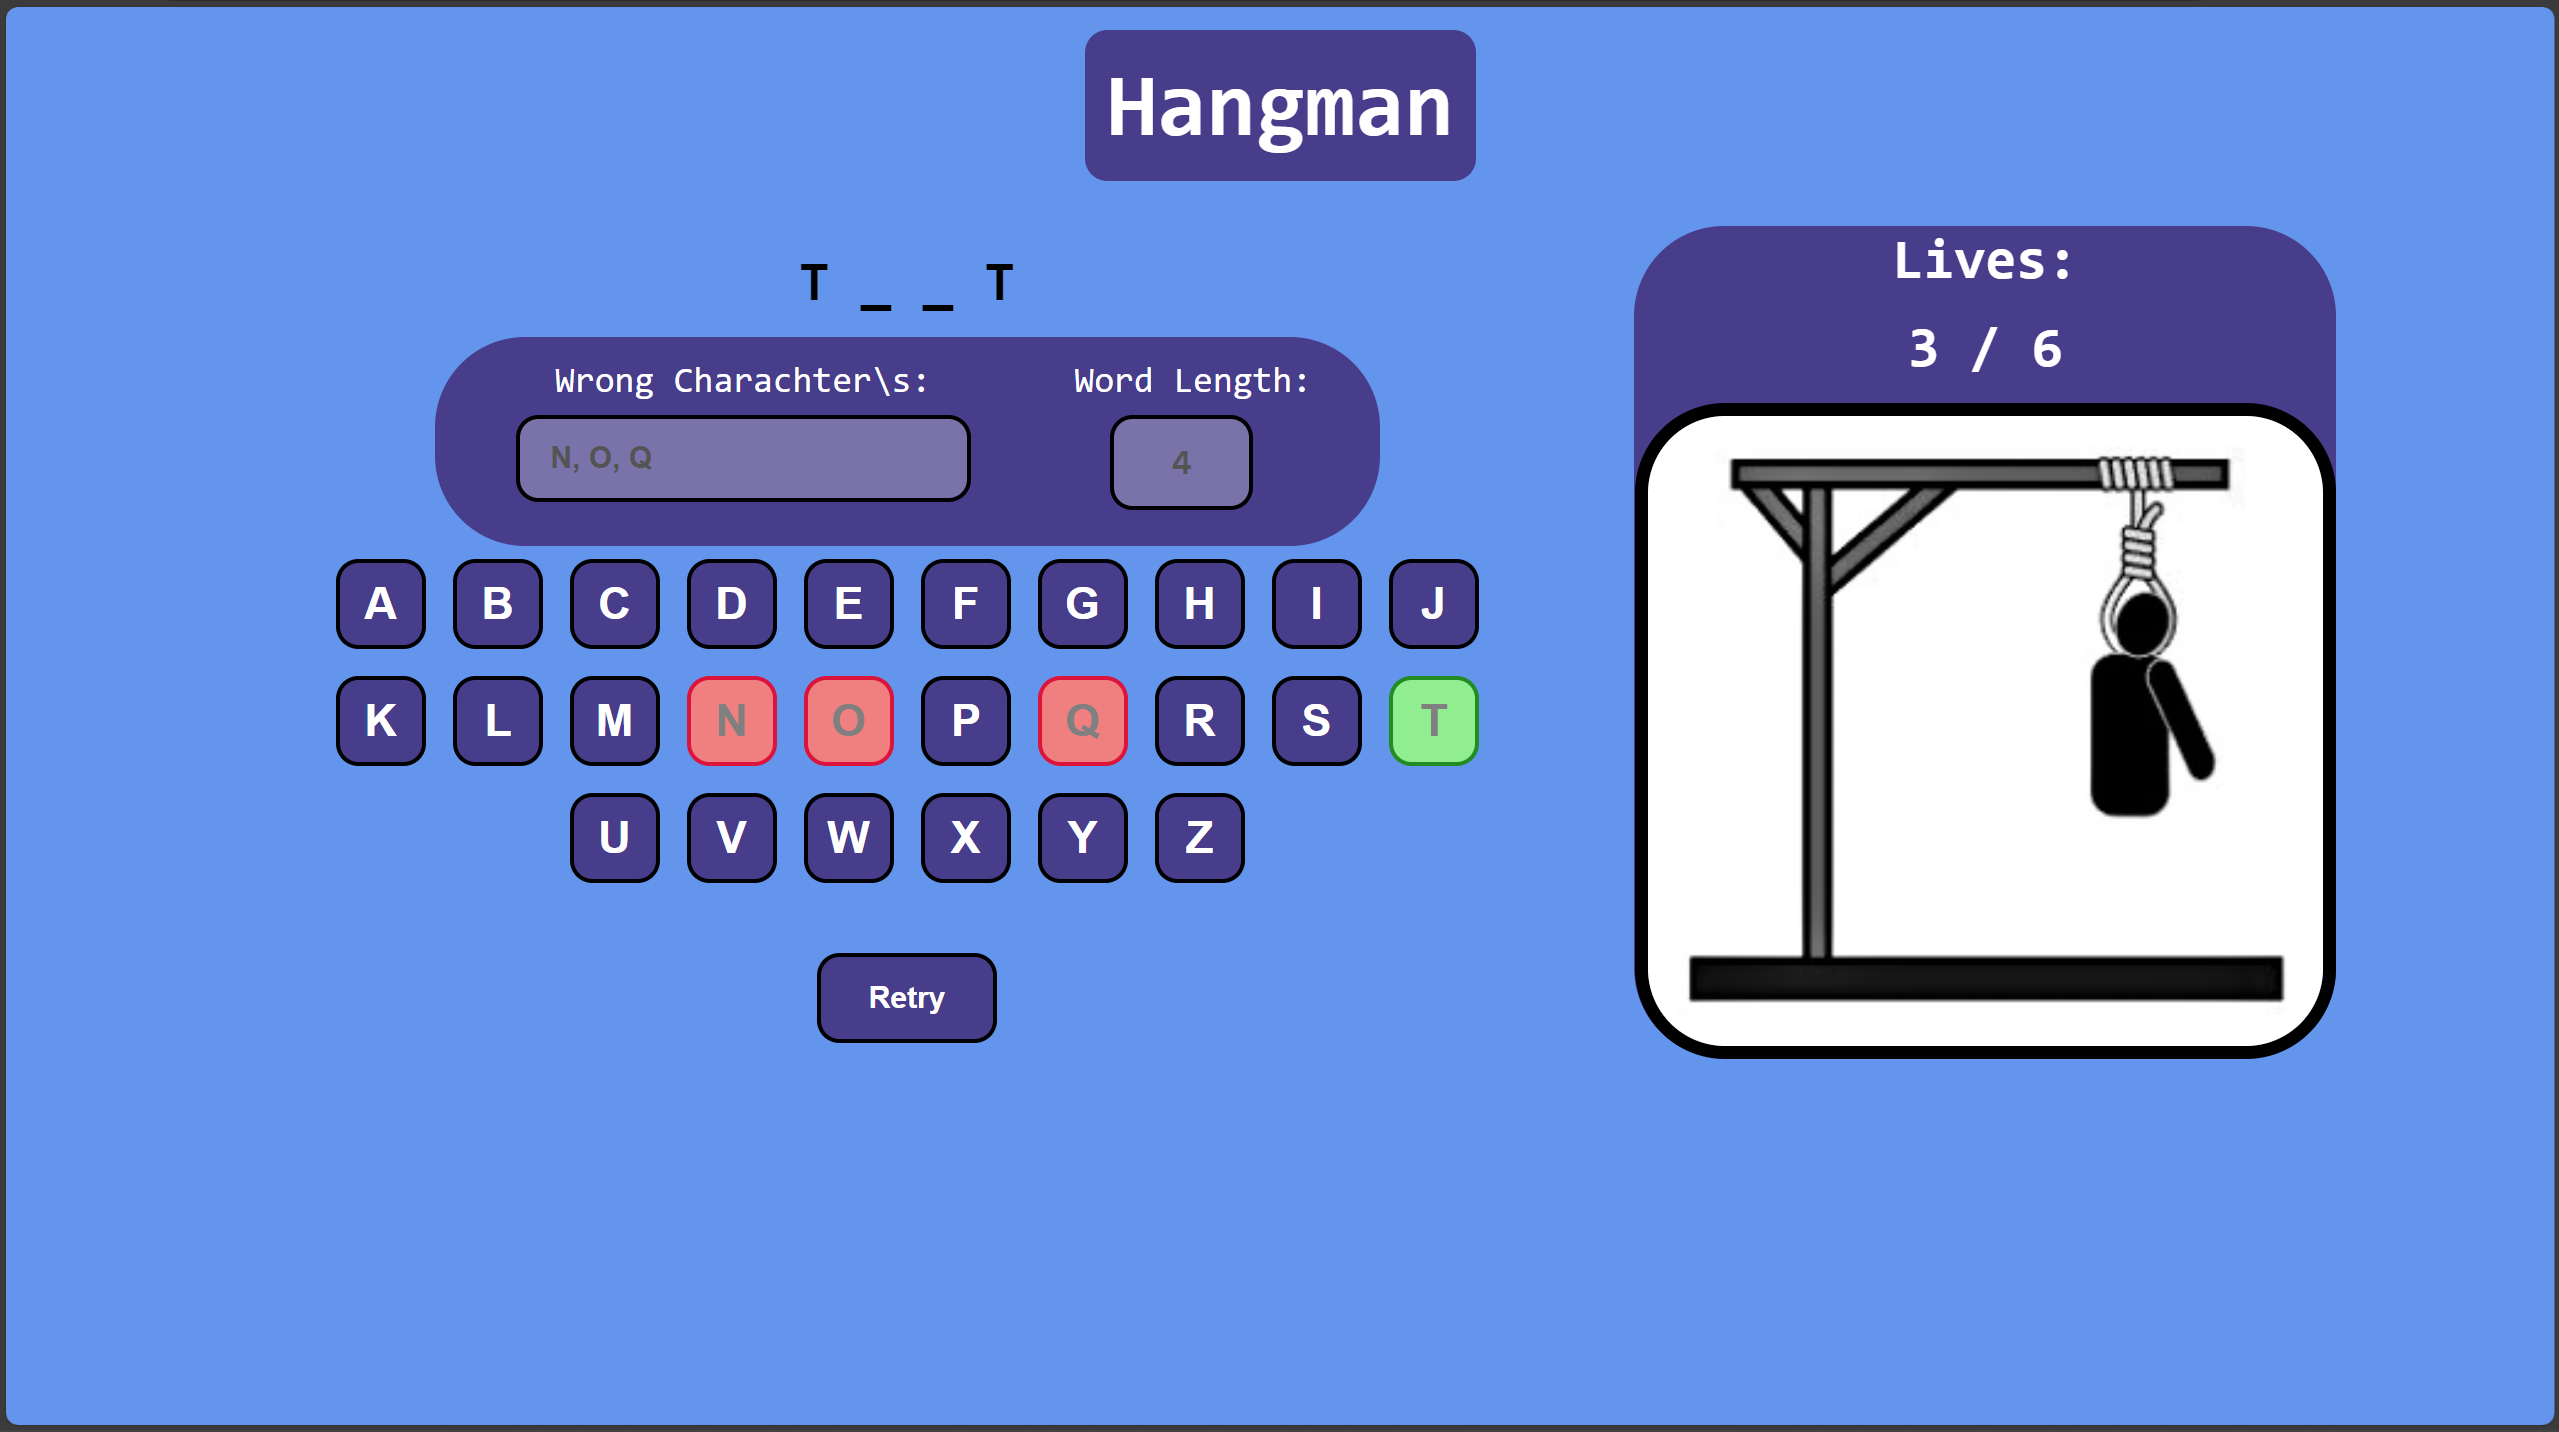 Hangman
T _ _ T
Wrong Charachter\s:
N, O, Q
Word Length:
4
A B C D E F G H I J
K L M N O P Q R S T
U V W X Y Z
Retry
Lives:
3 / 6